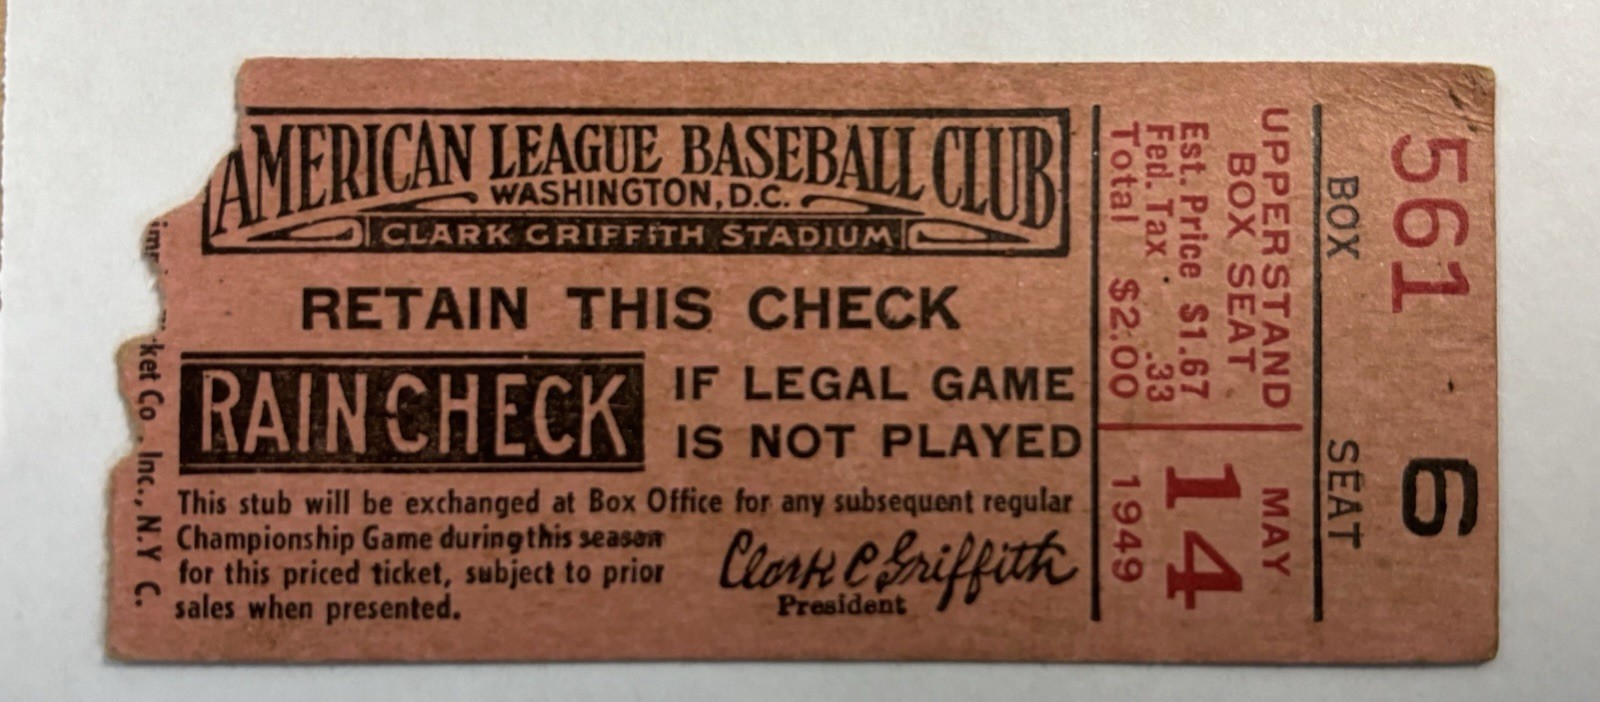 AMERICAN LEAGUE BASEBALL CLUB
WASHINGTON, D.C.
CLARK GRIFFITH STADIUM
RETAIN THIS CHECK
RAIN CHECK
IF LEGAL GAME
IS NOT PLAYED
This stub will be exchanged at Box Office for any subsequent regular
Championship Game during this season
for this priced ticket, subject to prior
sales when presented.
Clark C Griffith
President
ket Co. Inc., N.Y C.
UPPERSTAND
BOX SEAT
Est. Price $1.67
Fed. Tax .33
Total $2.00
MAY
14
1949
561
BOX
6
SEAT